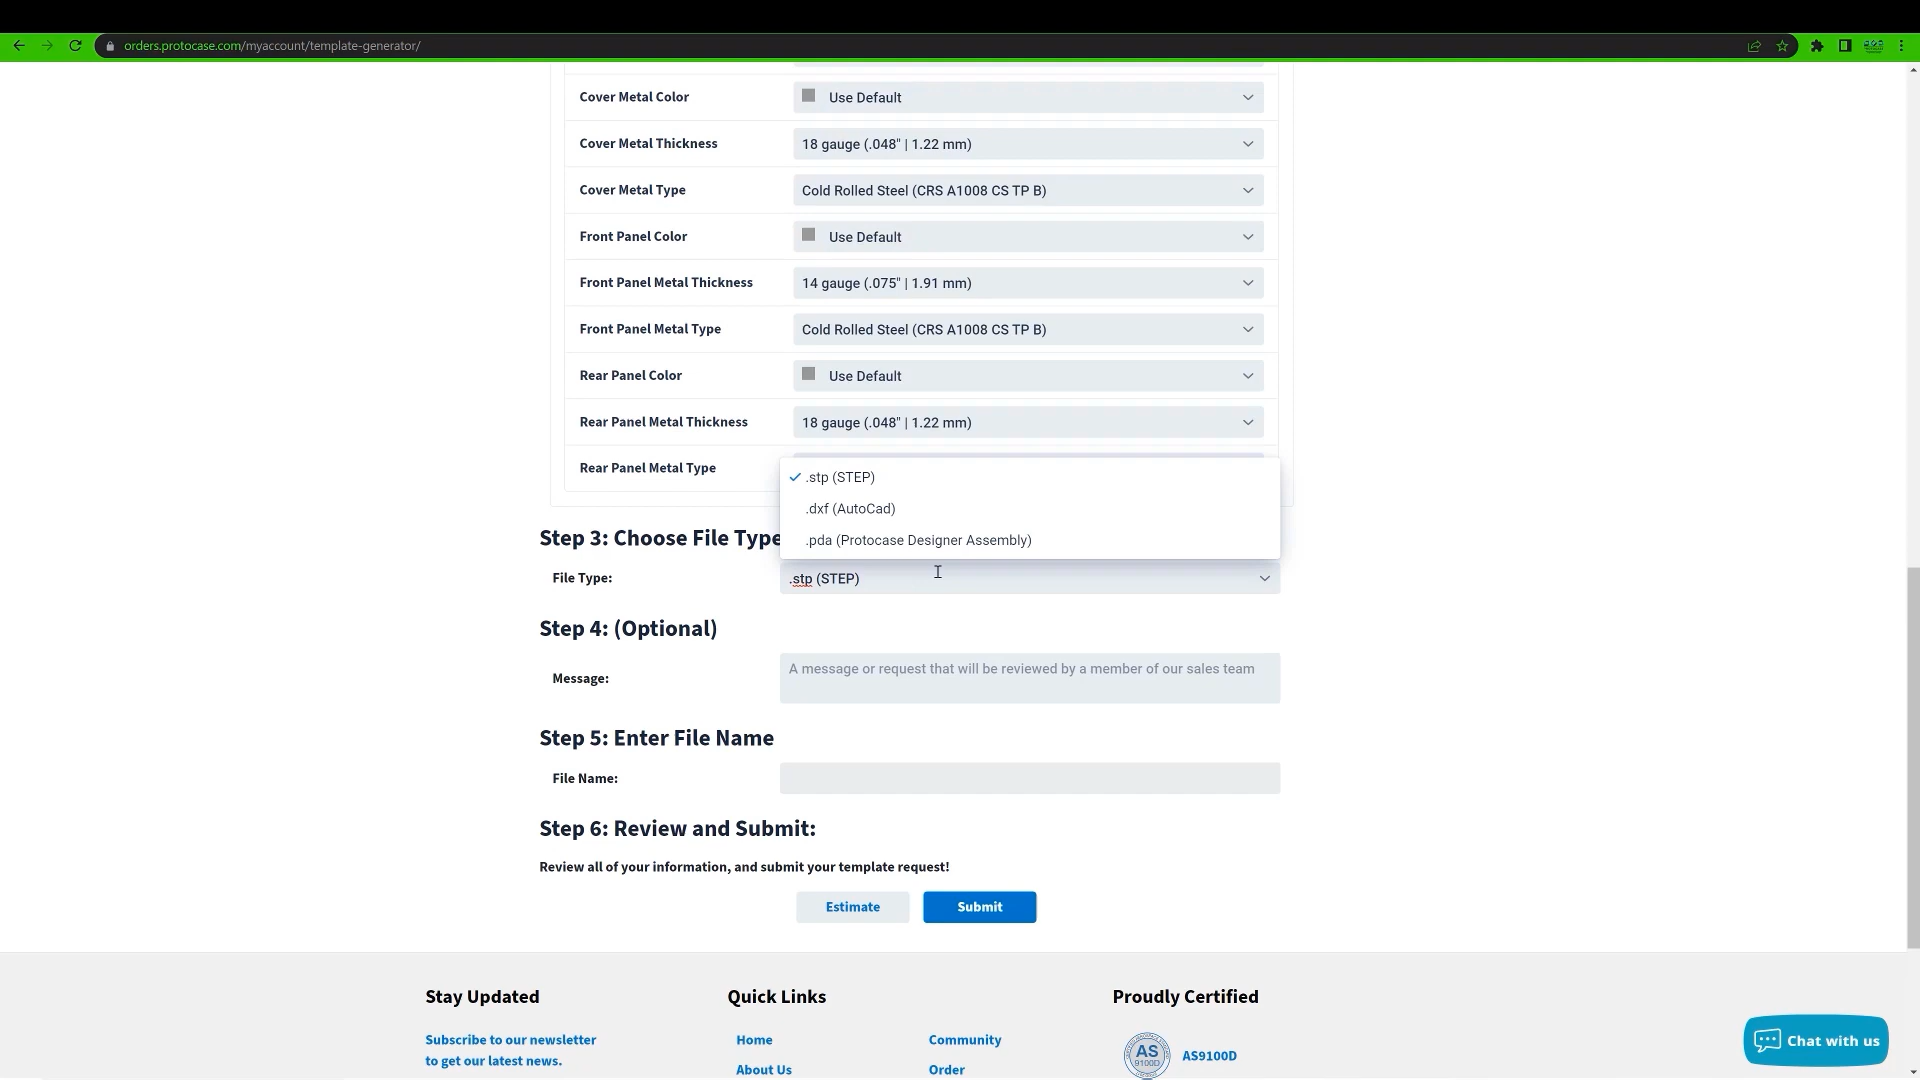 orders.protocase.com/myaccount/template-generator/
Cover Metal Color Use Default
Cover Metal Thickness 18 gauge (.048" | 1.22 mm)
Cover Metal Type Cold Rolled Steel (CRS A1008 CS TP B)
Front Panel Color Use Default
Front Panel Metal Thickness 14 gauge (.075" | 1.91 mm)
Front Panel Metal Type Cold Rolled Steel (CRS A1008 CS TP B)
Rear Panel Color Use Default
Rear Panel Metal Thickness 18 gauge (.048" | 1.22 mm)
Rear Panel Metal Type
.stp (STEP)
.dxf (AutoCad)
.pda (Protocase Designer Assembly)
Step 3: Choose File Type
File Type: .stp (STEP)
Step 4: (Optional)
Message: A message or request that will be reviewed by a member of our sales team
Step 5: Enter File Name
File Name:
Step 6: Review and Submit:
Review all of your information, and submit your template request!
Estimate Submit
Stay Updated Quick Links Proudly Certified
Subscribe to our newsletter
to get our latest news.
Home Community
About Us Order
AS
9100D
AS9100D
Chat with us